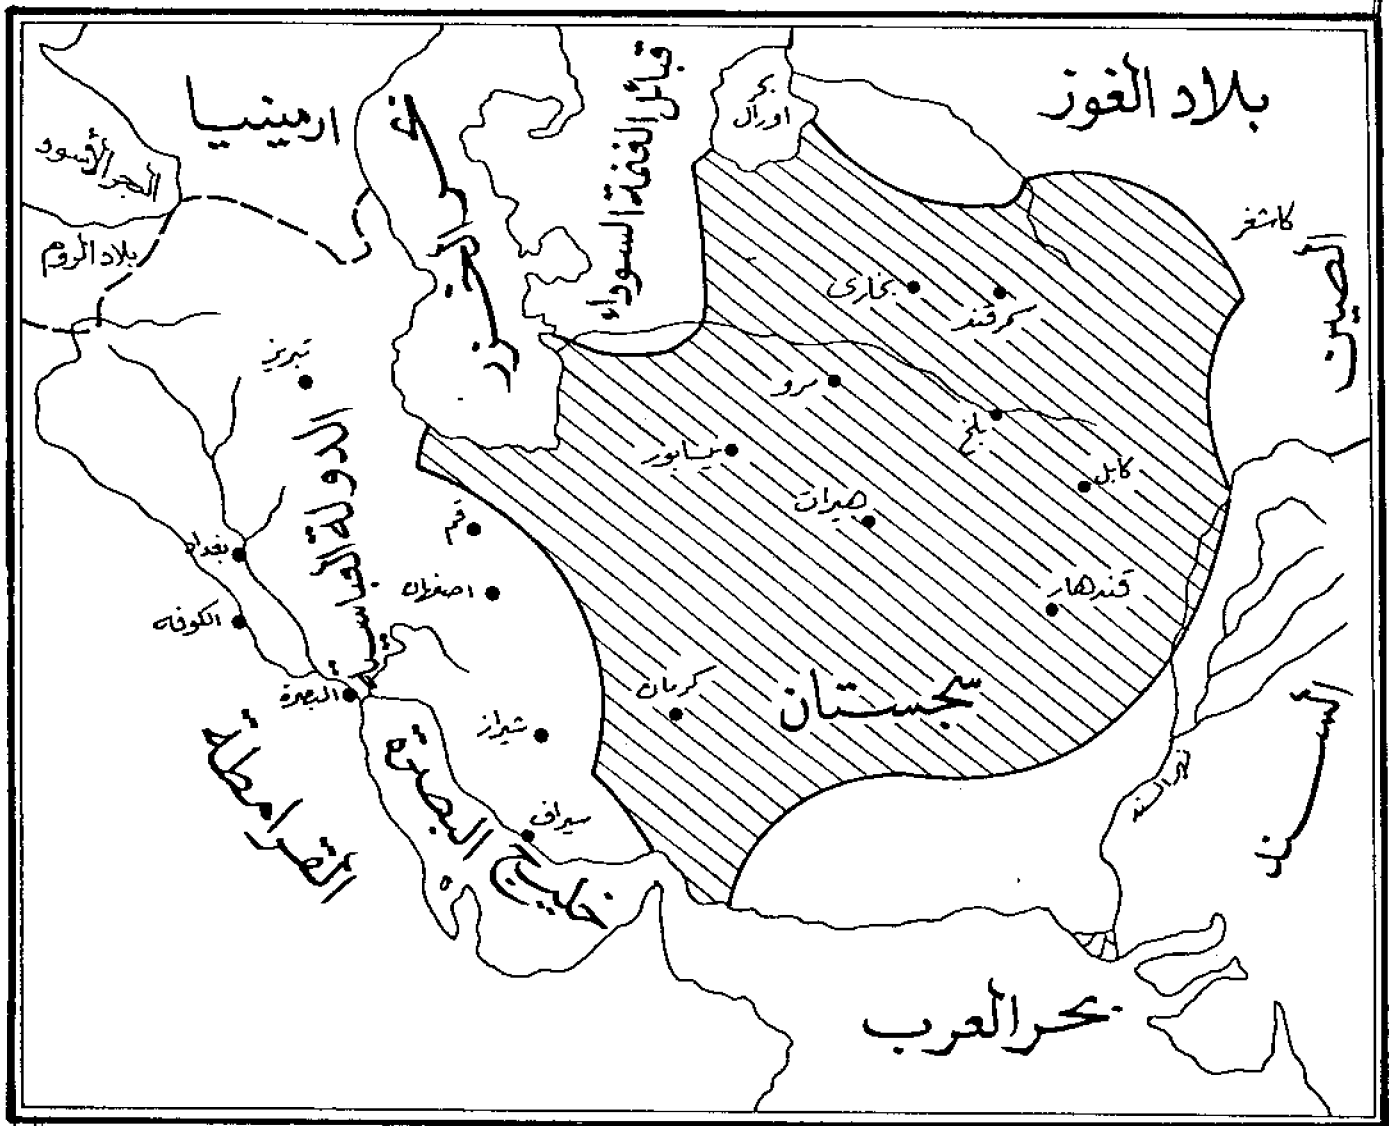 بلاد الغوز
بحر
اورال
قبائل الغنمة السوداء
ارمينيا
بحر الخزر
البحر الأسود
بلاد الروم
كاشغر
الصين
بخارى
سمرقند
تبريز
مرو
بلخ
نيسابور
كابل
هيرات
قم
الدولة العباسية
بغداد
اصفهان
قندهار
الكوفة
كرمان
سجستان
البصرة
شيراز
السند
نهر السند
القرامطة
خليج البصرة
سيراف
بحر العرب